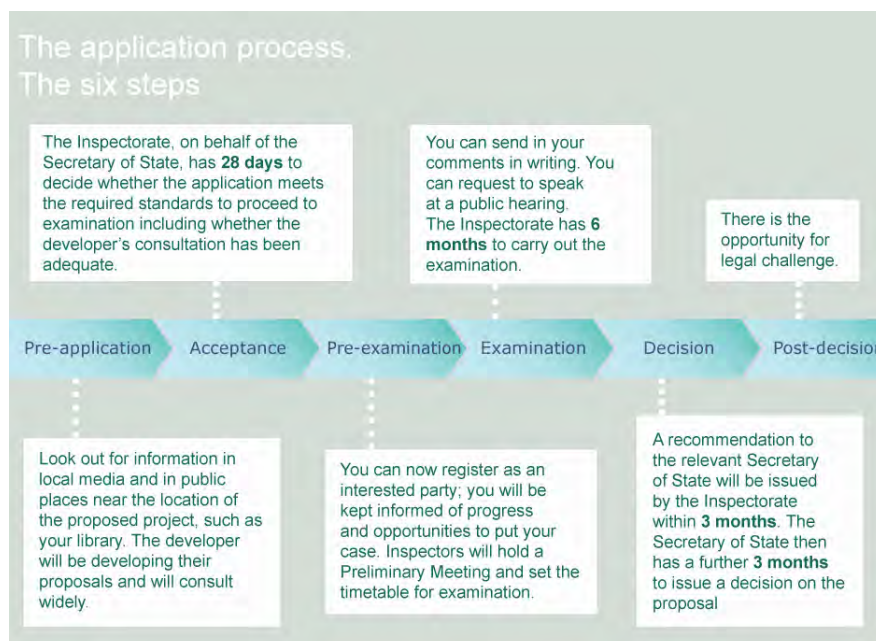 The application process.
The six steps
The Inspectorate, on behalf of the
Secretary of State, has 28 days to
decide whether the application meets
the required standards to proceed to
examination including whether the
developer's consultation has been
adequate.
You can send in your
comments in writing. You
can request to speak
at a public hearing.
The Inspectorate has 6
months to carry out the
examination.
There is the
opportunity for
legal challenge.
Pre-application
Acceptance
Pre-examination
Examination
Decision
Post-decision
Look out for information in
local media and in public
places near the location of
the proposed project, such as
your library. The developer
will be developing their
proposals and will consult
widely.
You can now register as an
interested party; you will be
kept informed of progress
and opportunities to put your
case. Inspectors will hold a
Preliminary Meeting and set the
timetable for examination.
A recommendation to
the relevant Secretary
of State will be issued
by the Inspectorate
within 3 months. The
Secretary of State then
has a further 3 months
to issue a decision on the
proposal